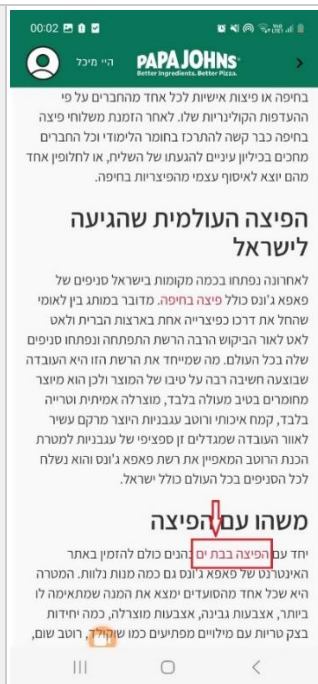 00:02
היי מיכל
PAPA JOHNS
Better Ingredients. Better Pizza.
בחיפה או פיצות אישיות לכל אחד מהחברים על פי
ההעדפות הקולינריות שלו. לאחר הזמנת משלוחי פיצה
בחיפה כבר קשה להתרכז בחומר הלימודי וכל החברים
מחכים בכיליון עיניים להגעתו של השליח, או לחלופין אחד
מהם יוצא לאיסוף עצמי מהפיצריות בחיפה.
הפיצה העולמית שהגיעה
לישראל
לאחרונה נפתחו בכמה מקומות בישראל סניפים של
פאפא ג'ונס כולל פיצה בחיפה. מדובר במותג בין לאומי
שהחל את דרכו כפיצרייה אחת בארצות הברית ולאט
לאט לאור הביקוש הרבה הרשת התפתחה ונפתחו סניפים
שלה בכל העולם. מה שמייחד את הרשת הזו היא העובדה
שבוצעה חשיבה רבה על טיבו של המוצר ולכן הוא מיוצר
מחומרים בטיב מעולה בלבד, מוצרלה אמיתית וטרייה
בלבד, קמח איכותי ורוטב עגבניות היוצר מרקם עשיר
לאוור העובדה שמגדלים זן ספציפי של עגבניות למטרת
הכנת הרוטב המאפיין את רשת פאפא ג'ונס והוא נשלח
לכל הסניפים בכל העולם כולל ישראל.
משהו עם הפיצה
יחד עם הפיצה בבת ים נהנים כולם להזמין באתר
האינטרנט של פאפא ג'ונס גם כמה מנות נלוות. המטרה
היא שכל אחד מהסועדים ימצא את המנה שמתאימה לו
ביותר, אצבעות גבינה, אצבעות מוצרלה, כמה יחידות
בצק טריות עם מילויים מפתיעים כמו שוקולד, רוטב שום,